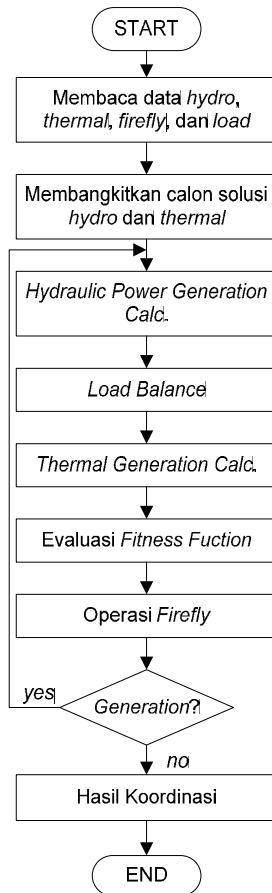 START
Membaca data hydro,
thermal, firefly, dan load
Membangkitkan calon solusi
hydro dan thermal
Hydraulic Power Generation
Calc.
Load Balance
Thermal Generation Calc.
Evaluasi Fitness Fuction
Operasi Firefly
yes
Generation?
no
Hasil Koordinasi
END